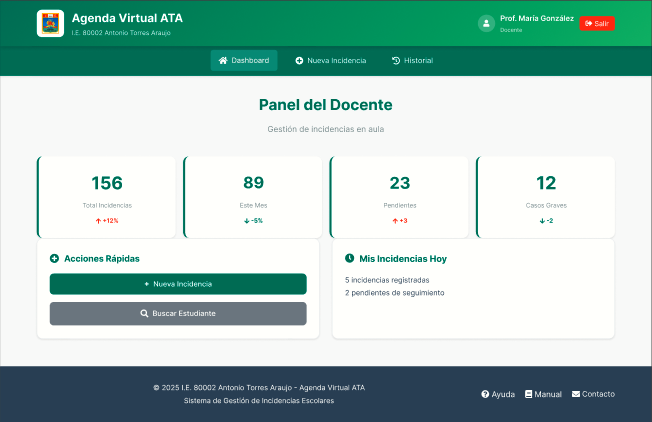 Agenda Virtual ATA
I.E. 80002 Antonio Torres Araujo
Prof. María González
Docente
Salir
Dashboard
Nueva Incidencia
Historial
Panel del Docente
Gestión de incidencias en aula
156
Total Incidencias
+12%
89
Este Mes
-5%
23
Pendientes
+3
12
Casos Graves
-2
Acciones Rápidas
+ Nueva Incidencia
Buscar Estudiante
Mis Incidencias Hoy
5 incidencias registradas
2 pendientes de seguimiento
© 2025 I.E. 80002 Antonio Torres Araujo - Agenda Virtual ATA
Sistema de Gestión de Incidencias Escolares
Ayuda
Manual
Contacto